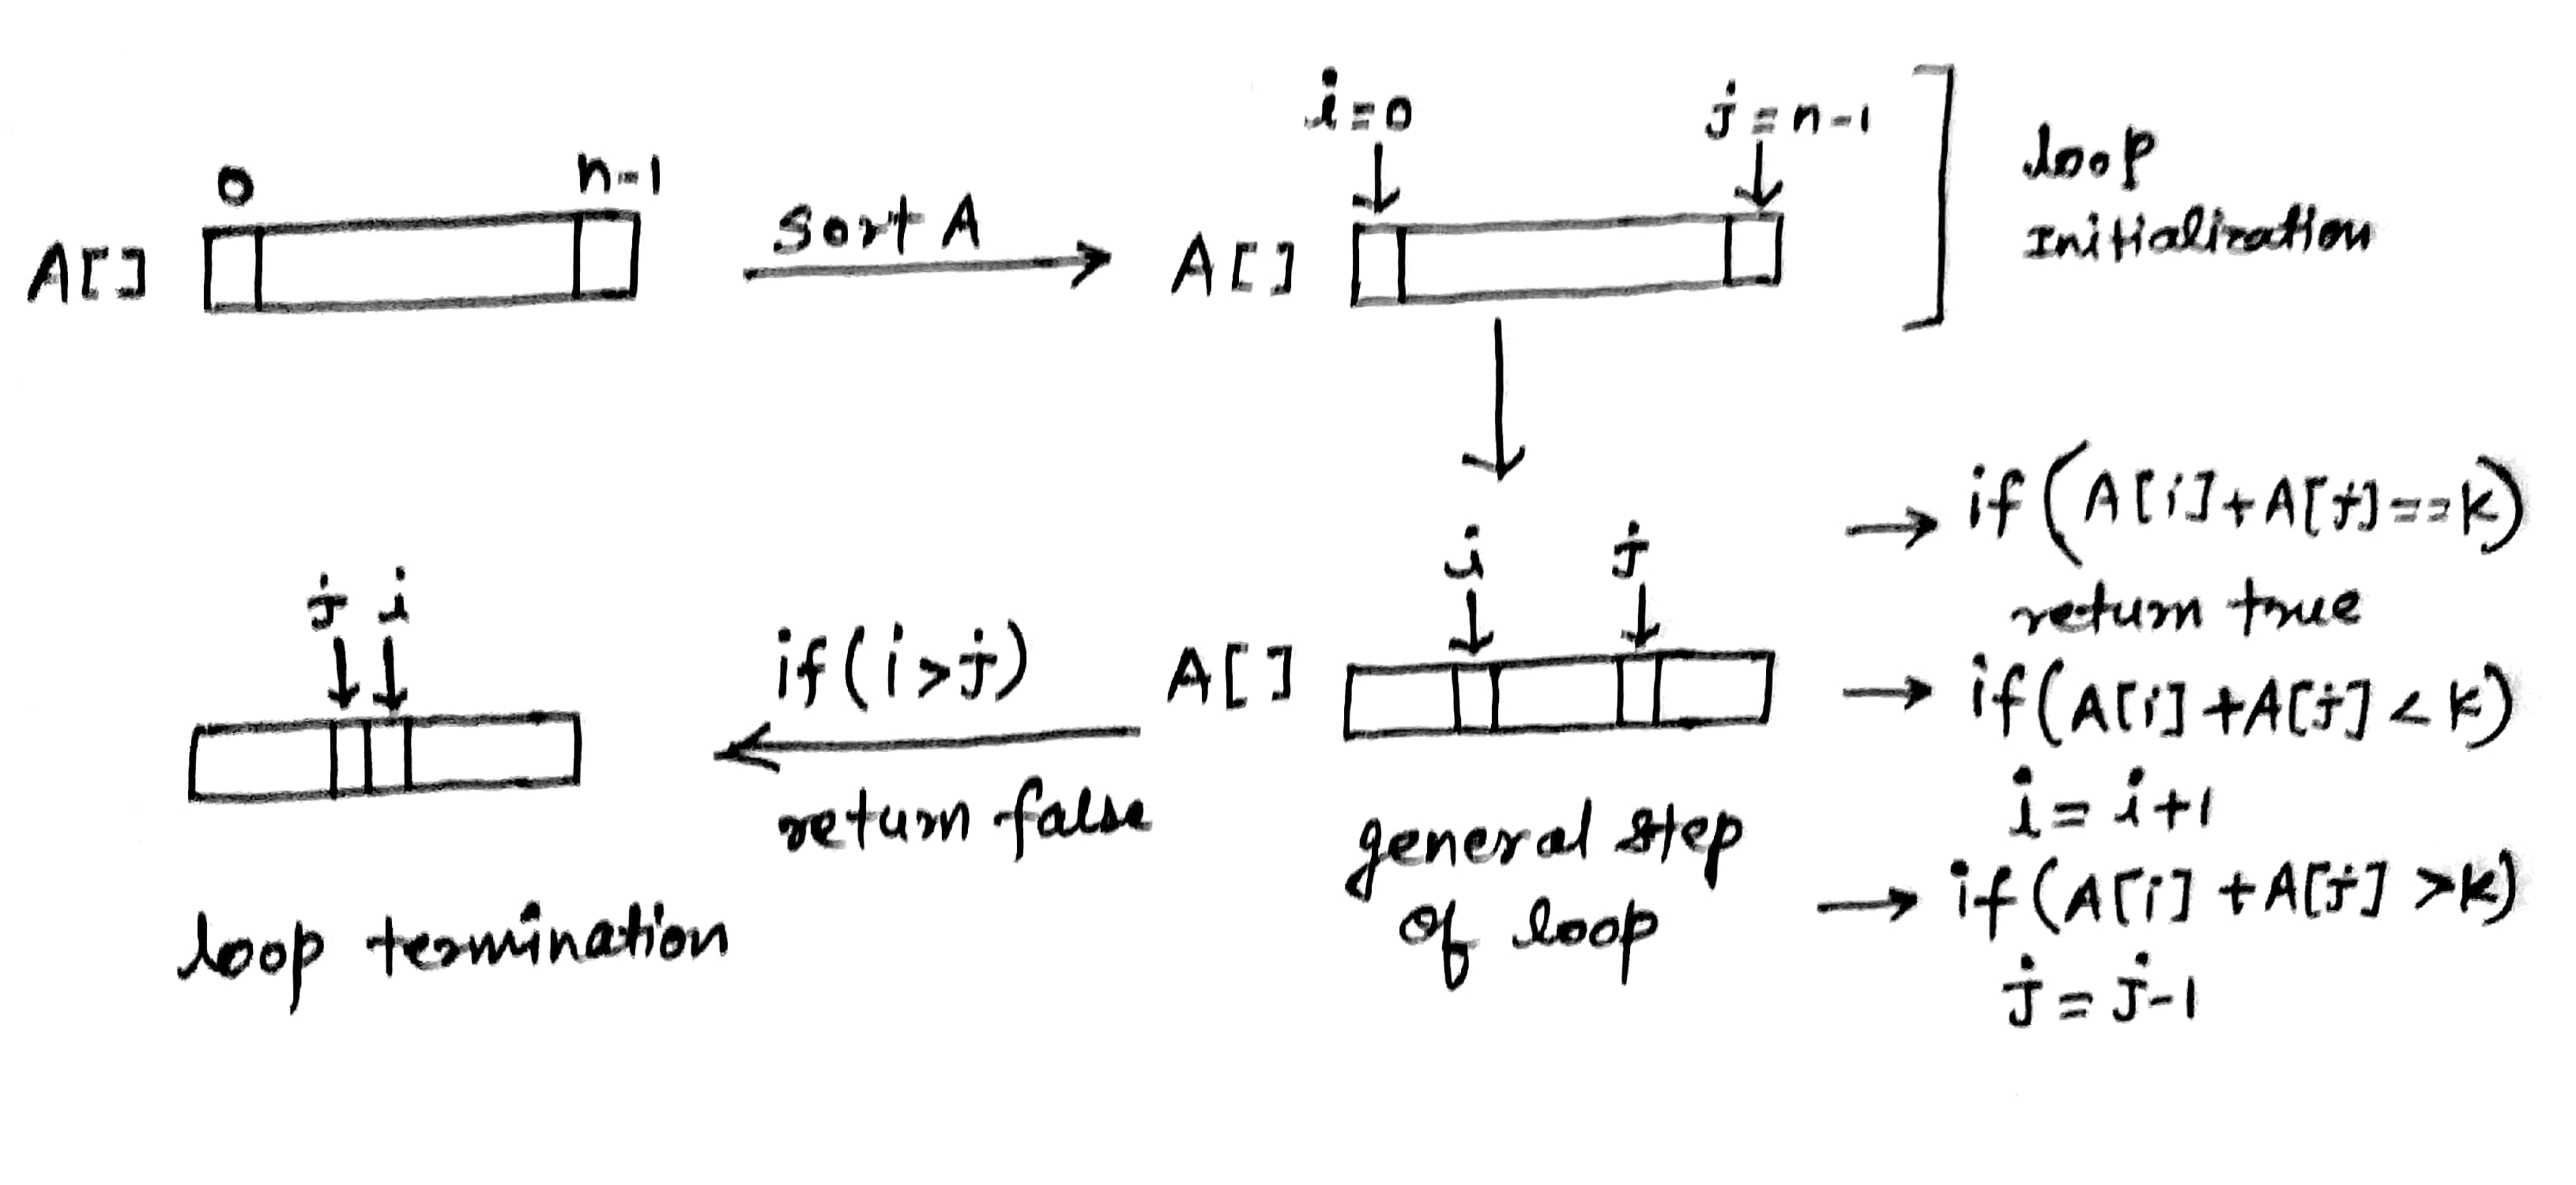 0 n-1
A[]
sort A
i=0 j=n-1
A[]
loop
Initialization
i j
A[]
general step
of loop
→ if (A[i]+A[j]==K)
return true
→ if(A[i]+A[j]<K)
i=i+1
→ if(A[i]+A[j]>K)
j=j-1
if(i>j)
return false
j i
loop termination